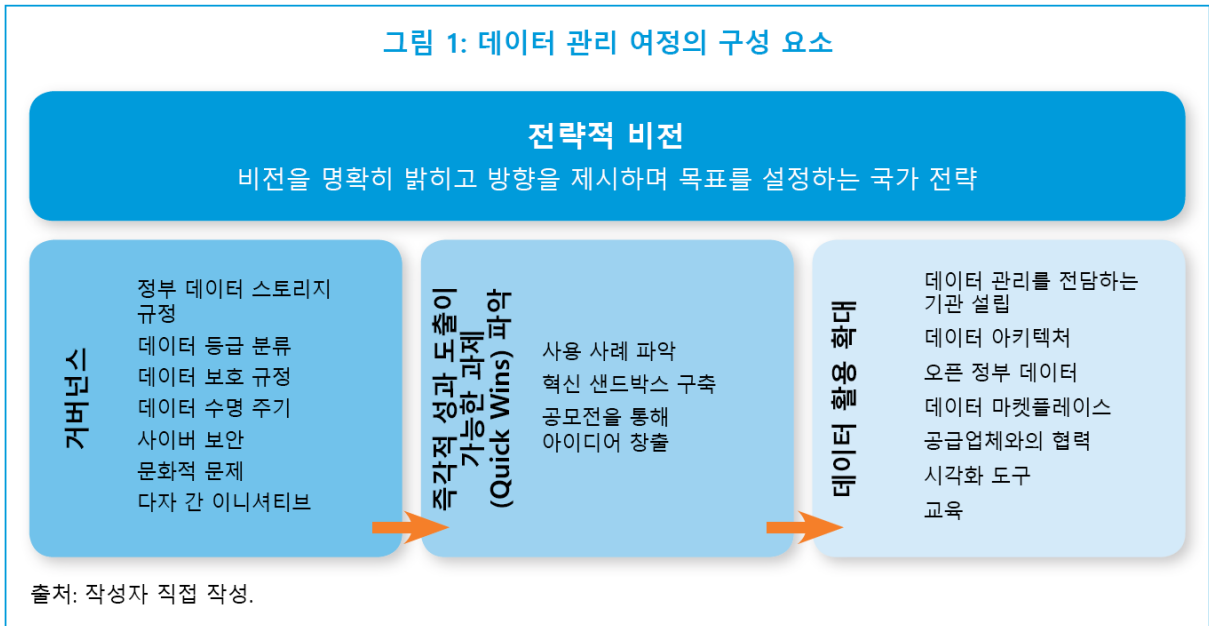 그림 1: 데이터 관리 여정의 구성 요소
전략적 비전
비전을 명확히 밝히고 방향을 제시하며 목표를 설정하는 국가 전략
거버넌스
정부 데이터 스토리지
규정
데이터 등급 분류
데이터 보호 규정
데이터 수명 주기
사이버 보안
문화적 문제
다자 간 이니셔티브
즉각적 성과 도출이
가능한 과제
(Quick Wins) 파악
사용 사례 파악
혁신 샌드박스 구축
공모전을 통해
아이디어 창출
데이터 활용 확대
데이터 관리를 전담하는
기관 설립
데이터 아키텍처
오픈 정부 데이터
데이터 마켓플레이스
공급업체와의 협력
시각화 도구
교육
출처: 작성자 직접 작성.